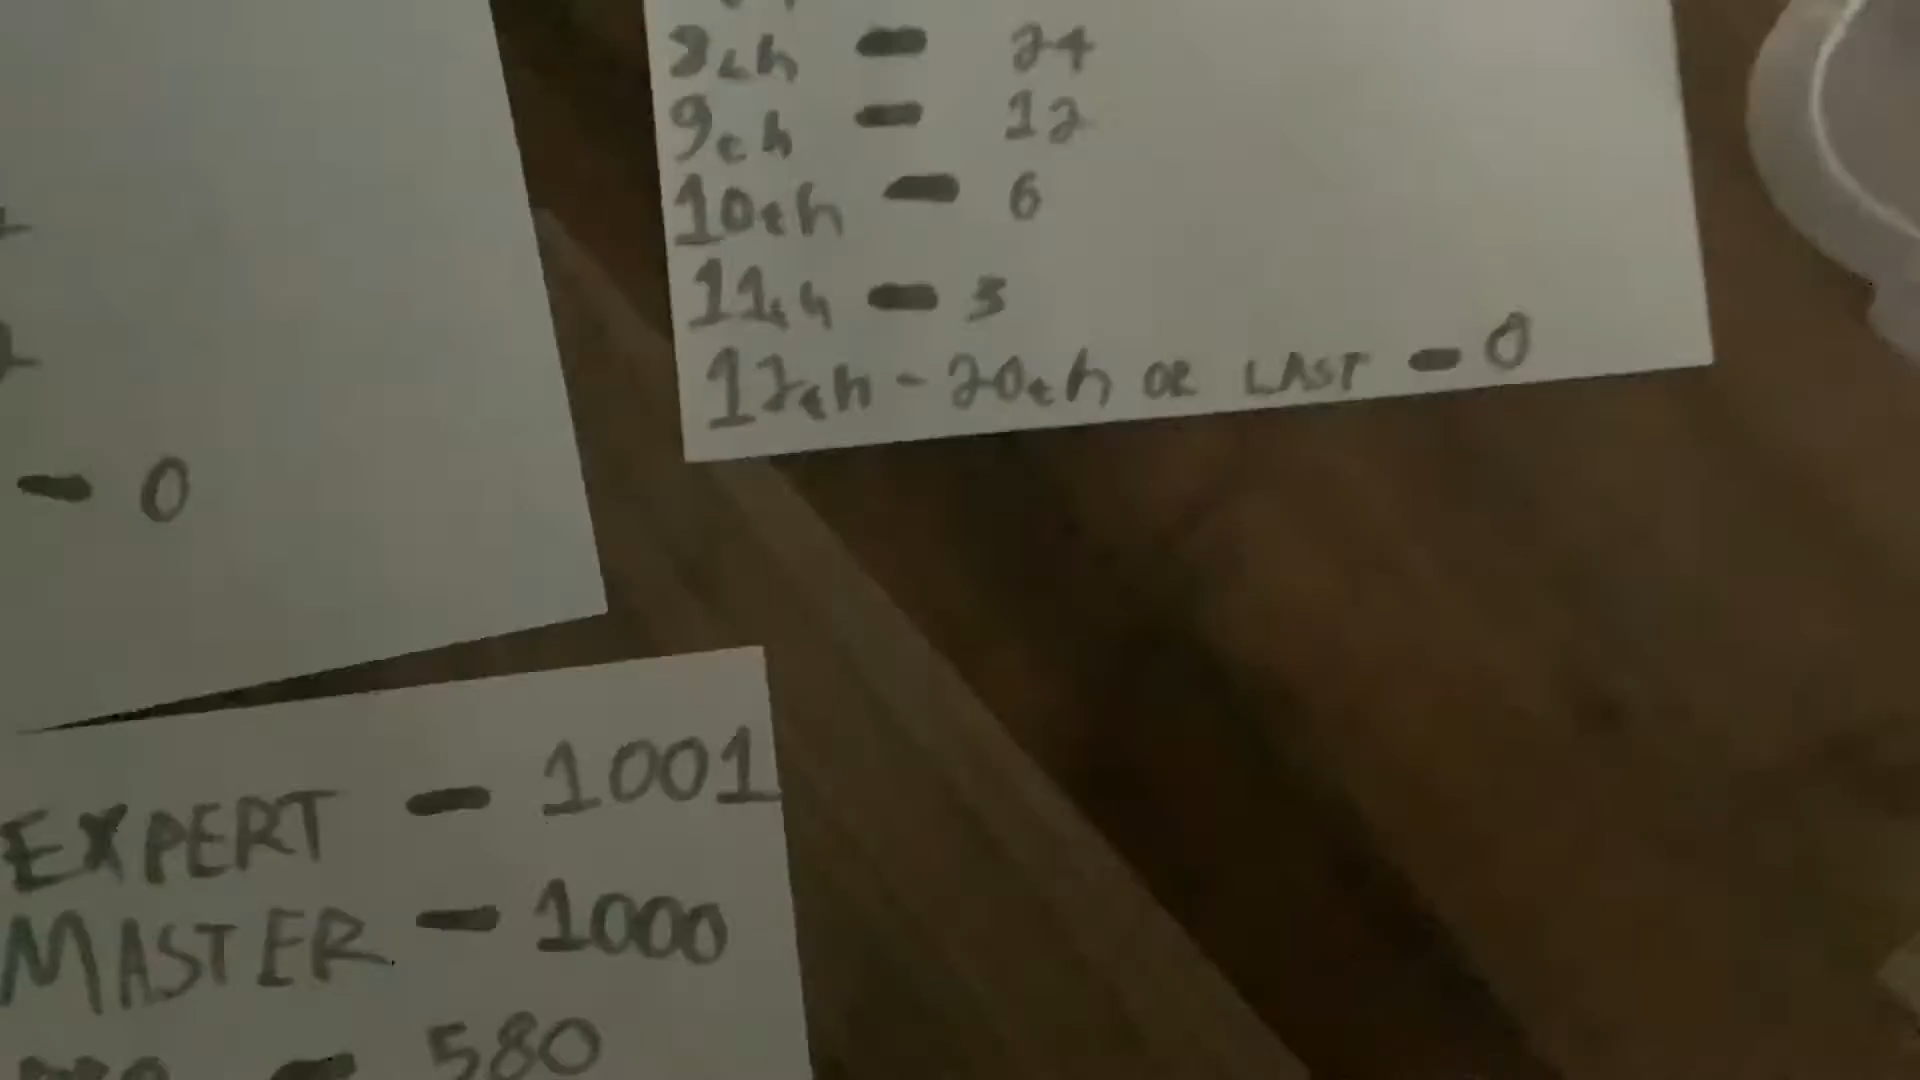 8th - 24
9th - 12
10th - 6
11th - 3
12th - 20th OR LAST - 0
- 0
EXPERT - 1001
MASTER - 1000
PRO - 580